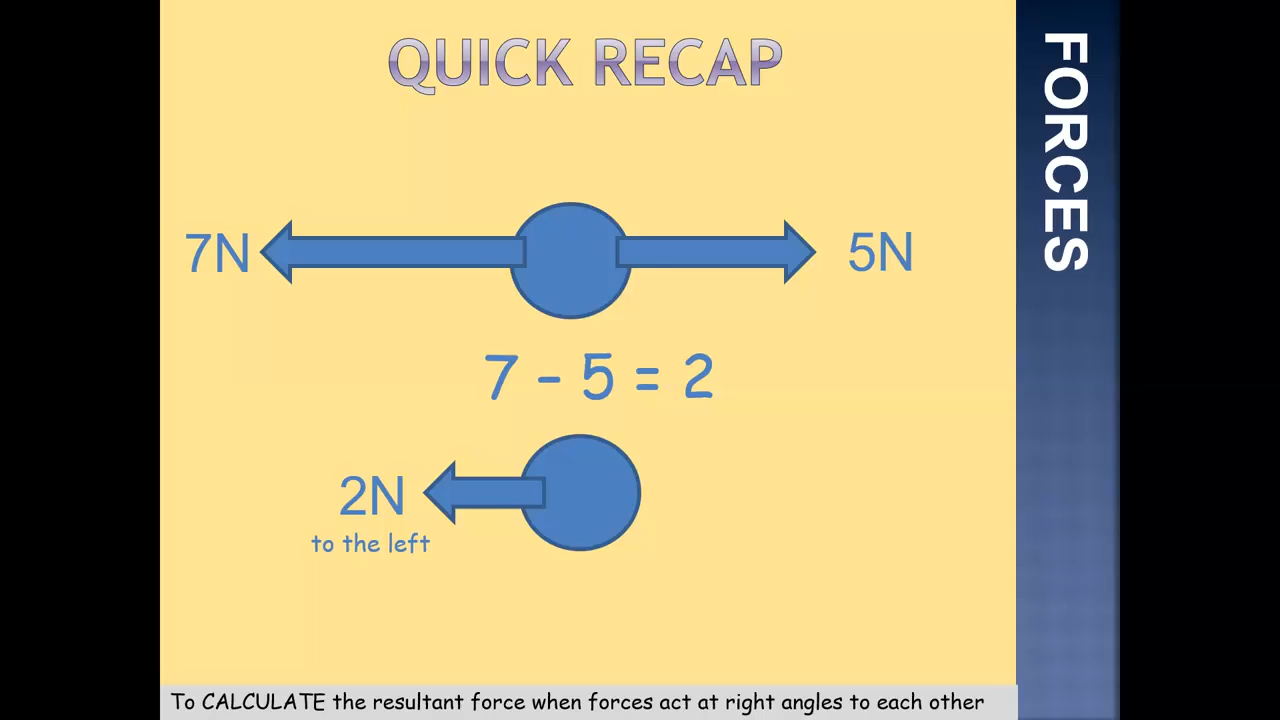 QUICK RECAP
FORCES
7N
5N
7 - 5 = 2
2N
to the left
To CALCULATE the resultant force when forces act at right angles to each other